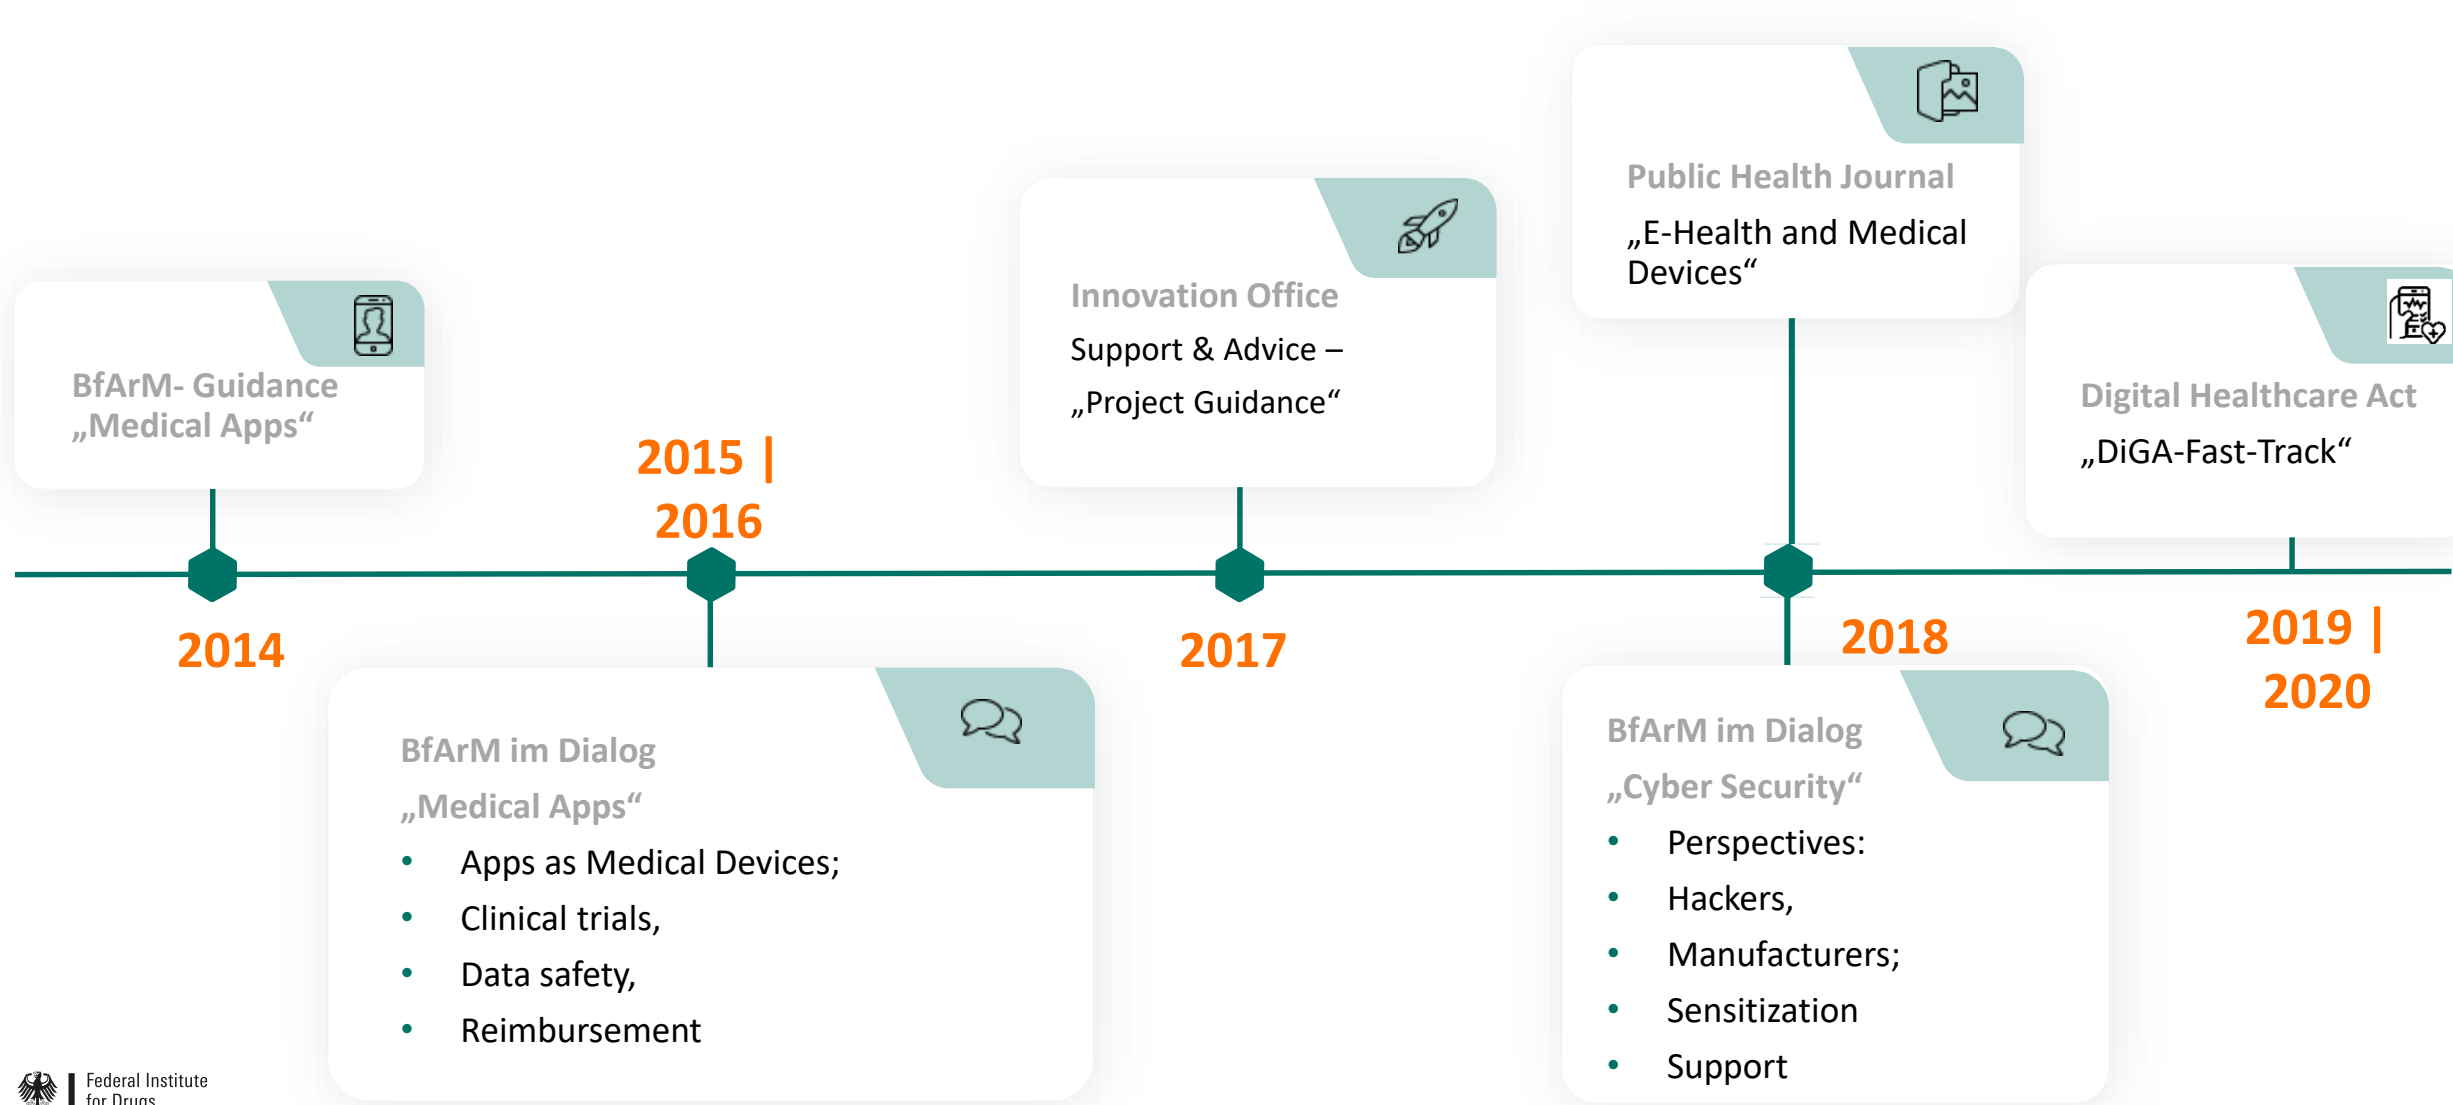 BfArM- Guidance
„Medical Apps“
2014
2015 |
2016
BfArM im Dialog
„Medical Apps“
• Apps as Medical Devices;
• Clinical trials,
• Data safety,
• Reimbursement
Innovation Office
Support & Advice –
„Project Guidance“
2017
Public Health Journal
„E-Health and Medical
Devices“
2018
BfArM im Dialog
„Cyber Security“
• Perspectives:
• Hackers,
• Manufacturers;
• Sensitization
• Support
Digital Healthcare Act
„DiGA-Fast-Track“
2019 |
2020
Federal Institute
for Drugs